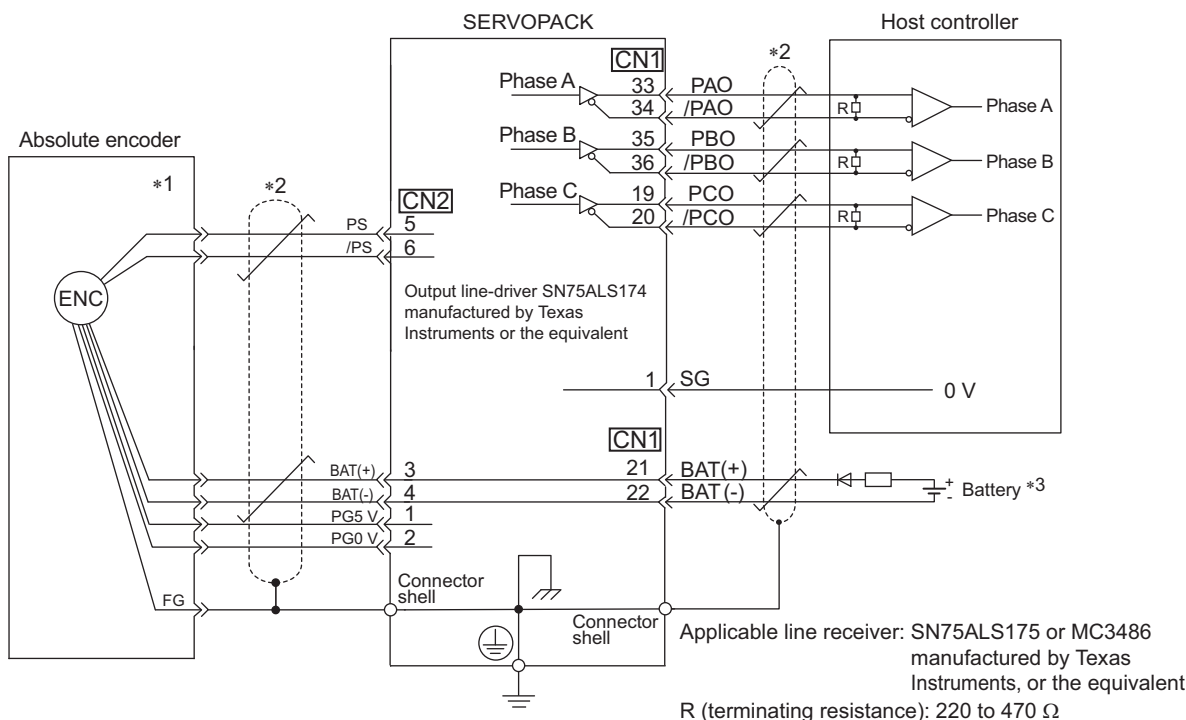 SERVOPACK
Host controller
CN1
*2
Phase A
33
PAO
34
/PAO
R
Phase A
Absolute encoder
Phase B
35
PBO
36
/PBO
R
Phase B
*1
*2
CN2
Phase C
19
PCO
20
/PCO
R
Phase C
PS
5
/PS
6
ENC
Output line-driver SN75ALS174
manufactured by Texas
Instruments or the equivalent
1
SG
0 V
CN1
BAT(+)
3
21
BAT(+)
BAT(-)
4
22
BAT (-)
+
-
Battery *3
PG5 V
1
PG0 V
2
Connector
shell
FG
Connector
shell
Applicable line receiver: SN75ALS175 or MC3486
manufactured by Texas
Instruments, or the equivalent
R (terminating resistance): 220 to 470 Ω